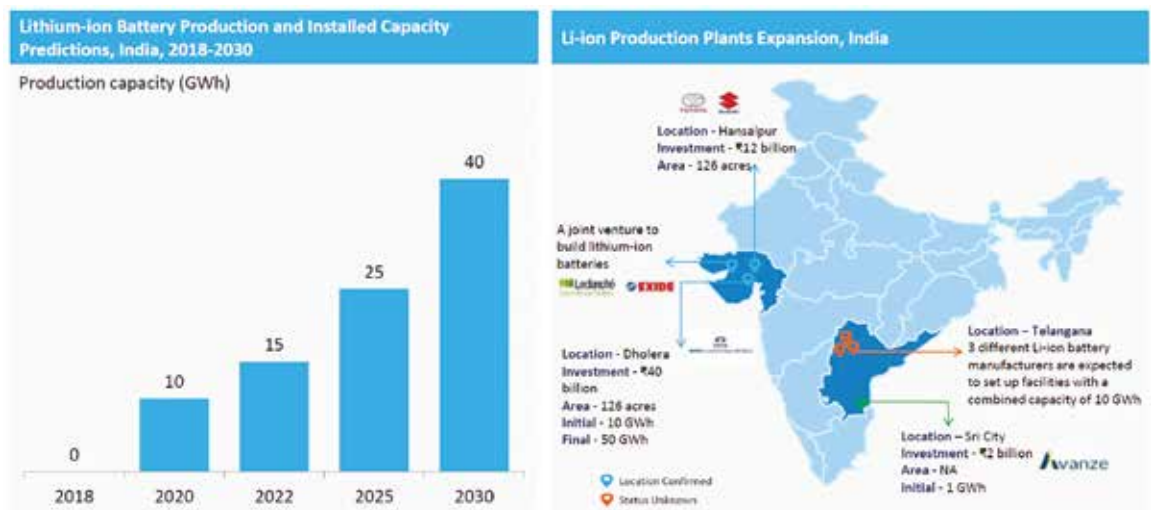 Lithium-ion Battery Production and Installed Capacity
Predictions, India, 2018-2030
Production capacity (GWh)
40
25
15
10
0
2018 2020 2022 2025 2030
Li-ion Production Plants Expansion, India
Location - Hansalpur
Investment - ₹12 billion
Area - 126 acres
A joint venture to
build lithium-ion
batteries
Leclanché
EXIDE
Location - Dholera
Investment - ₹40
billion
Area - 126 acres
Initial - 10 GWh
Final - 50 GWh
Location – Telangana
3 different Li-ion battery
manufacturers are expected
to set up facilities with a
combined capacity of 10 GWh
Location – Sri City
Investment - ₹2 billion
Area - NA
Initial - 1 GWh
Avanze
Location Confirmed
Status Unknown